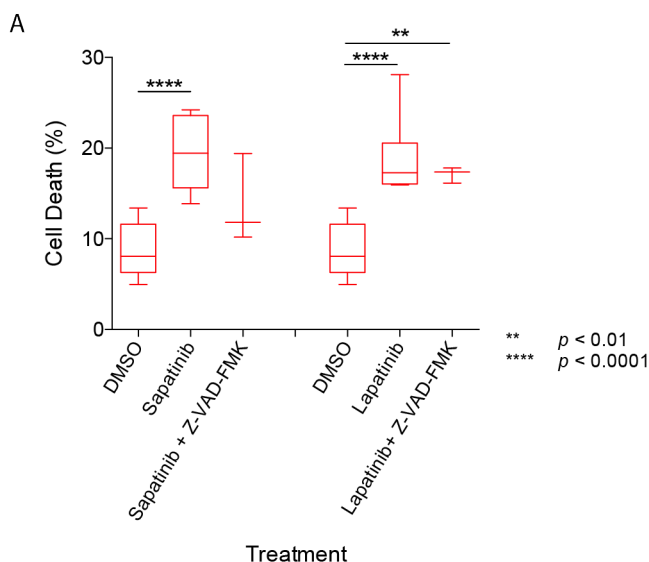 A
**
****
****
30
20
10
0
Cell Death (%)
DMSO
Sapatinib
Sapatinib + Z-VAD-FMK
DMSO
Lapatinib
Lapatinib+ Z-VAD-FMK
** p < 0.01
**** p < 0.0001
Treatment